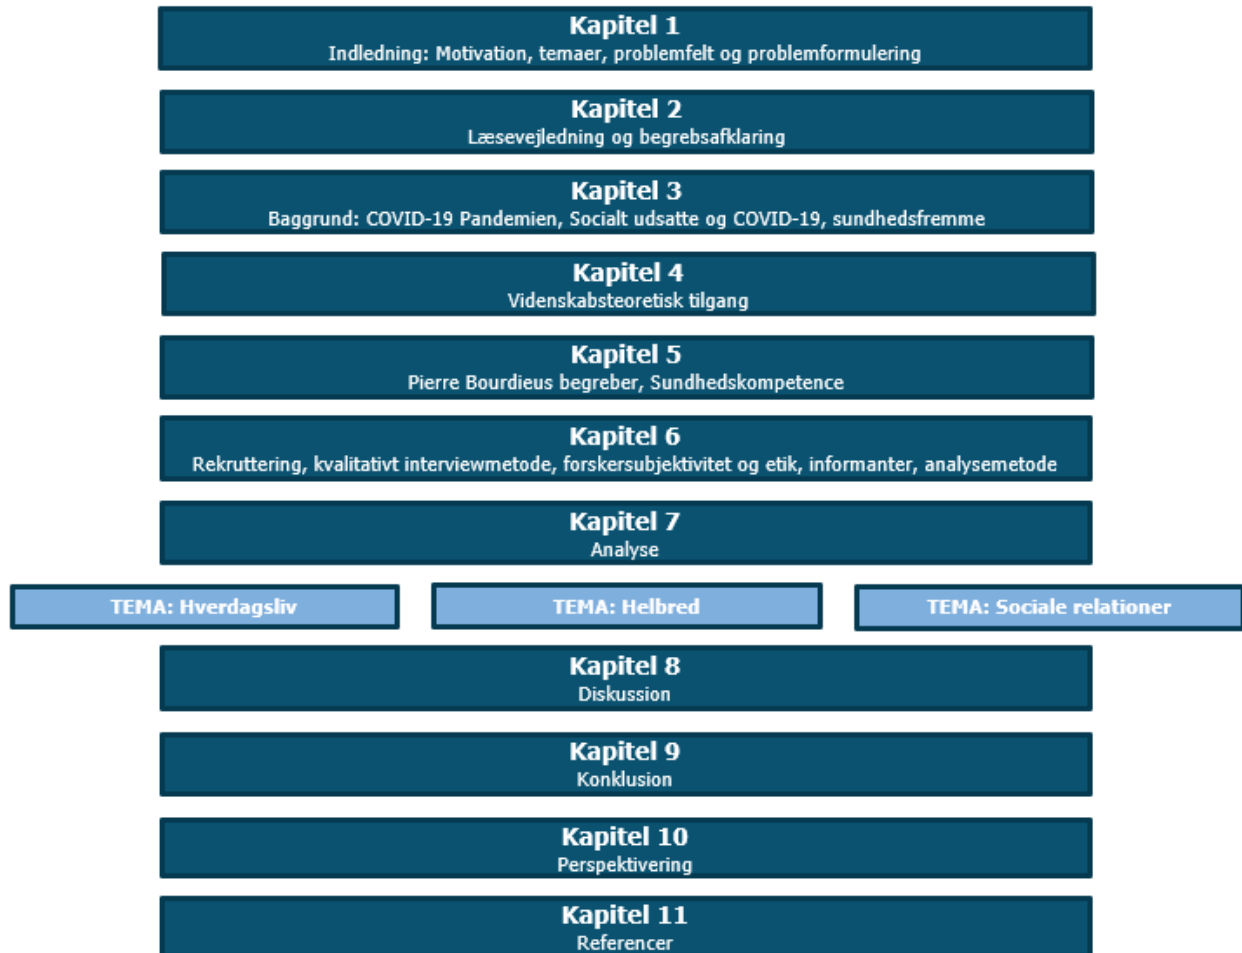 Kapitel 1
Indledning: Motivation, temaer, problemfelt og problemformulering
Kapitel 2
Læsevejledning og begrebsafklaring
Kapitel 3
Baggrund: COVID-19 Pandemien, Socialt udsatte og COVID-19, sundhedsfremme
Kapitel 4
Videnskabsteoretisk tilgang
Kapitel 5
Pierre Bourdieus begreber, Sundhedskompetence
Kapitel 6
Rekruttering, kvalitativt interviewmetode, forskersubjektivitet og etik, informanter, analysemetode
Kapitel 7
Analyse
TEMA: Hverdagsliv
TEMA: Helbred
TEMA: Sociale relationer
Kapitel 8
Diskussion
Kapitel 9
Konklusion
Kapitel 10
Perspektivering
Kapitel 11
Referencer